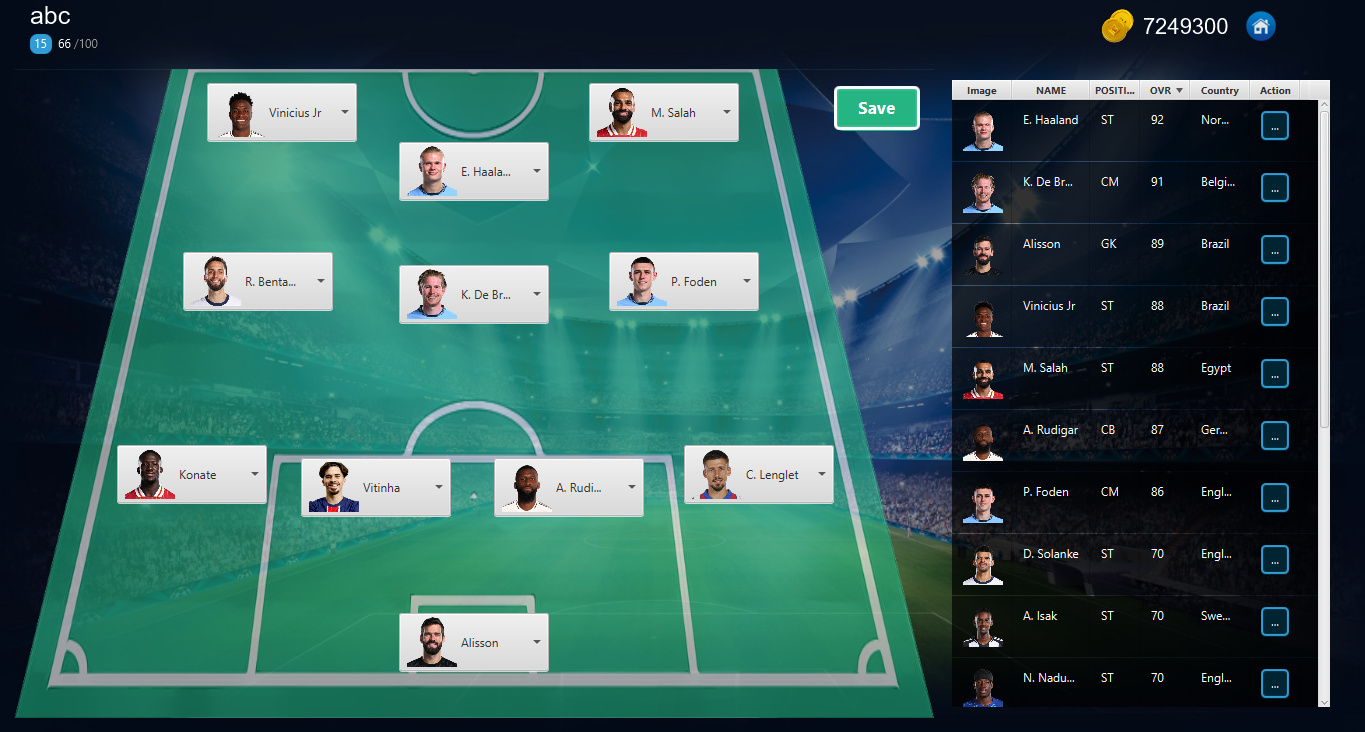 abc
15 66 /100
7249300
Save
Vinicius Jr
M. Salah
E. Haala...
R. Benta...
K. De Br...
P. Foden
Konate
Vitinha
A. Rudi...
C. Lenglet
Alisson
Image NAME POSITI... OVR Country Action
E. Haaland ST 92 Nor... ...
K. De Br... CM 91 Belgi... ...
Alisson GK 89 Brazil ...
Vinicius Jr ST 88 Brazil ...
M. Salah ST 88 Egypt ...
A. Rudigar CB 87 Ger... ...
P. Foden CM 86 Engl... ...
D. Solanke ST 70 Engl... ...
A. Isak ST 70 Swe... ...
N. Nadu... ST 70 Engl... ...